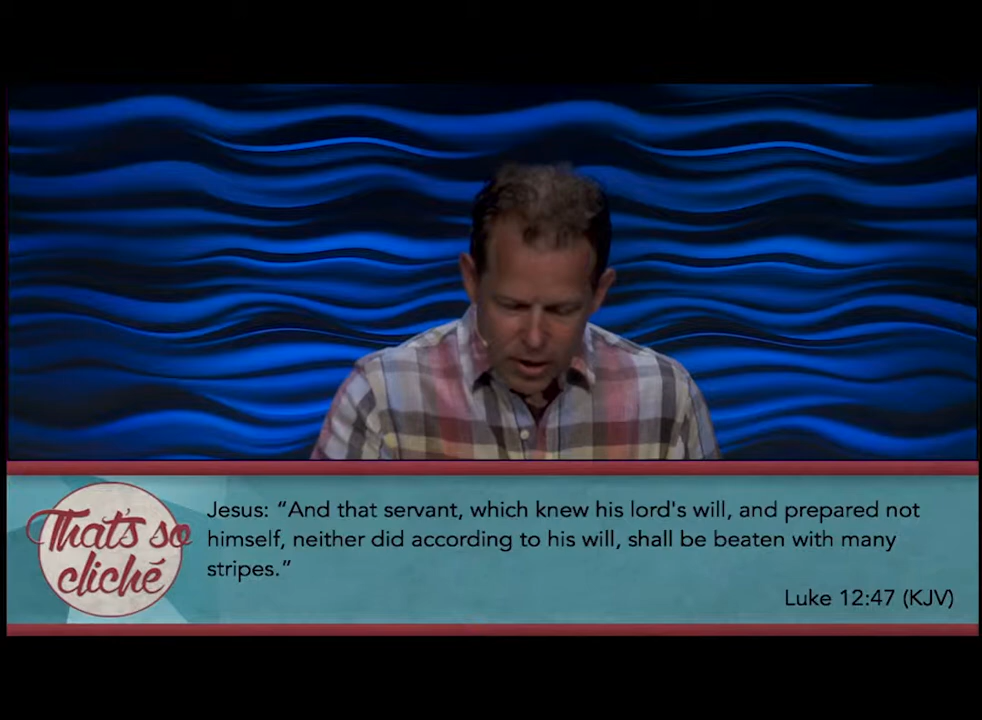 That's so
cliché
Jesus: “And that servant, which knew his lord's will, and prepared not
himself, neither did according to his will, shall be beaten with many
stripes.”
Luke 12:47 (KJV)